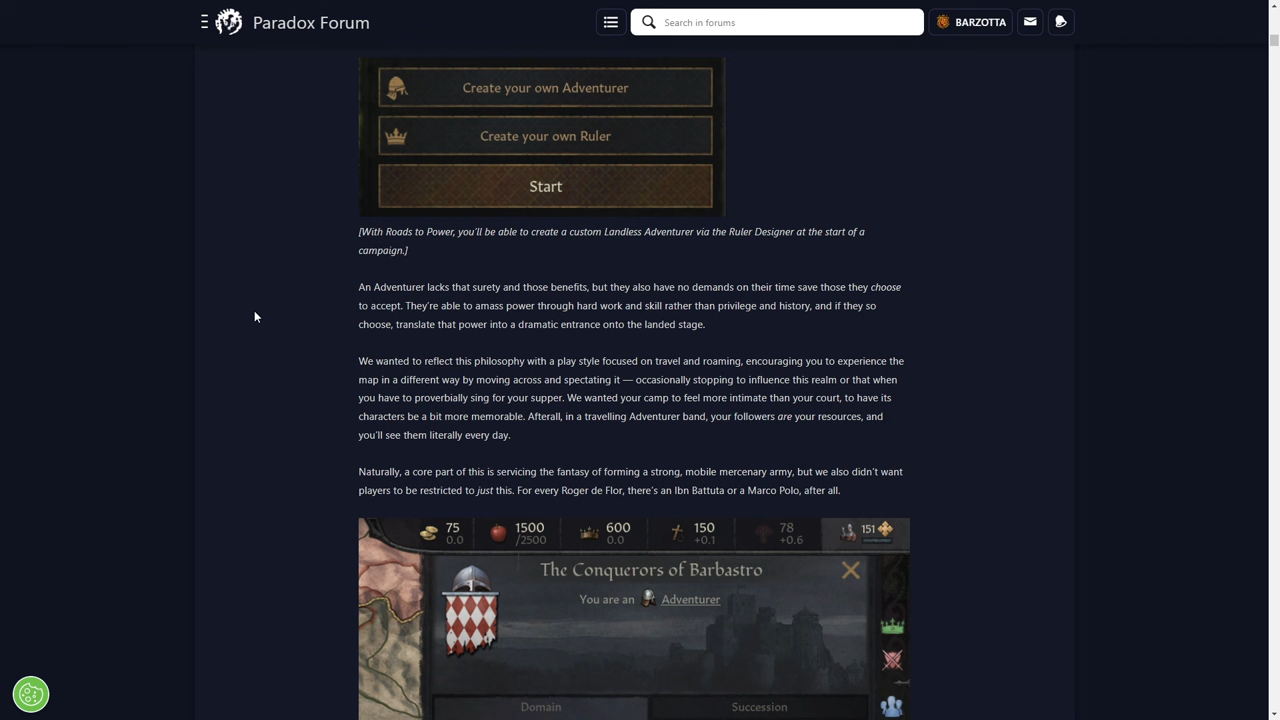 Paradox Forum
Search in forums
BARZOTTA
Create your own Adventurer
Create your own Ruler
Start
[With Roads to Power, you'll be able to create a custom Landless Adventurer via the Ruler Designer at the start of a
campaign.]
An Adventurer lacks that surety and those benefits, but they also have no demands on their time save those they choose
to accept. They're able to amass power through hard work and skill rather than privilege and history, and if they so
choose, translate that power into a dramatic entrance onto the landed stage.
We wanted to reflect this philosophy with a play style focused on travel and roaming, encouraging you to experience the
map in a different way by moving across and spectating it — occasionally stopping to influence this realm or that when
you have to proverbially sing for your supper. We wanted your camp to feel more intimate than your court, to have its
characters be a bit more memorable. Afterall, in a travelling Adventurer band, your followers are your resources, and
you'll see them literally every day.
Naturally, a core part of this is servicing the fantasy of forming a strong, mobile mercenary army, but we also didn't want
players to be restricted to just this. For every Roger de Flor, there's an Ibn Battuta or a Marco Polo, after all.
75 1500 600 150 78 151
0.0 /2500 0.0 +0.1 +0.6
The Conquerors of Barbastro
You are an Adventurer
Domain Succession